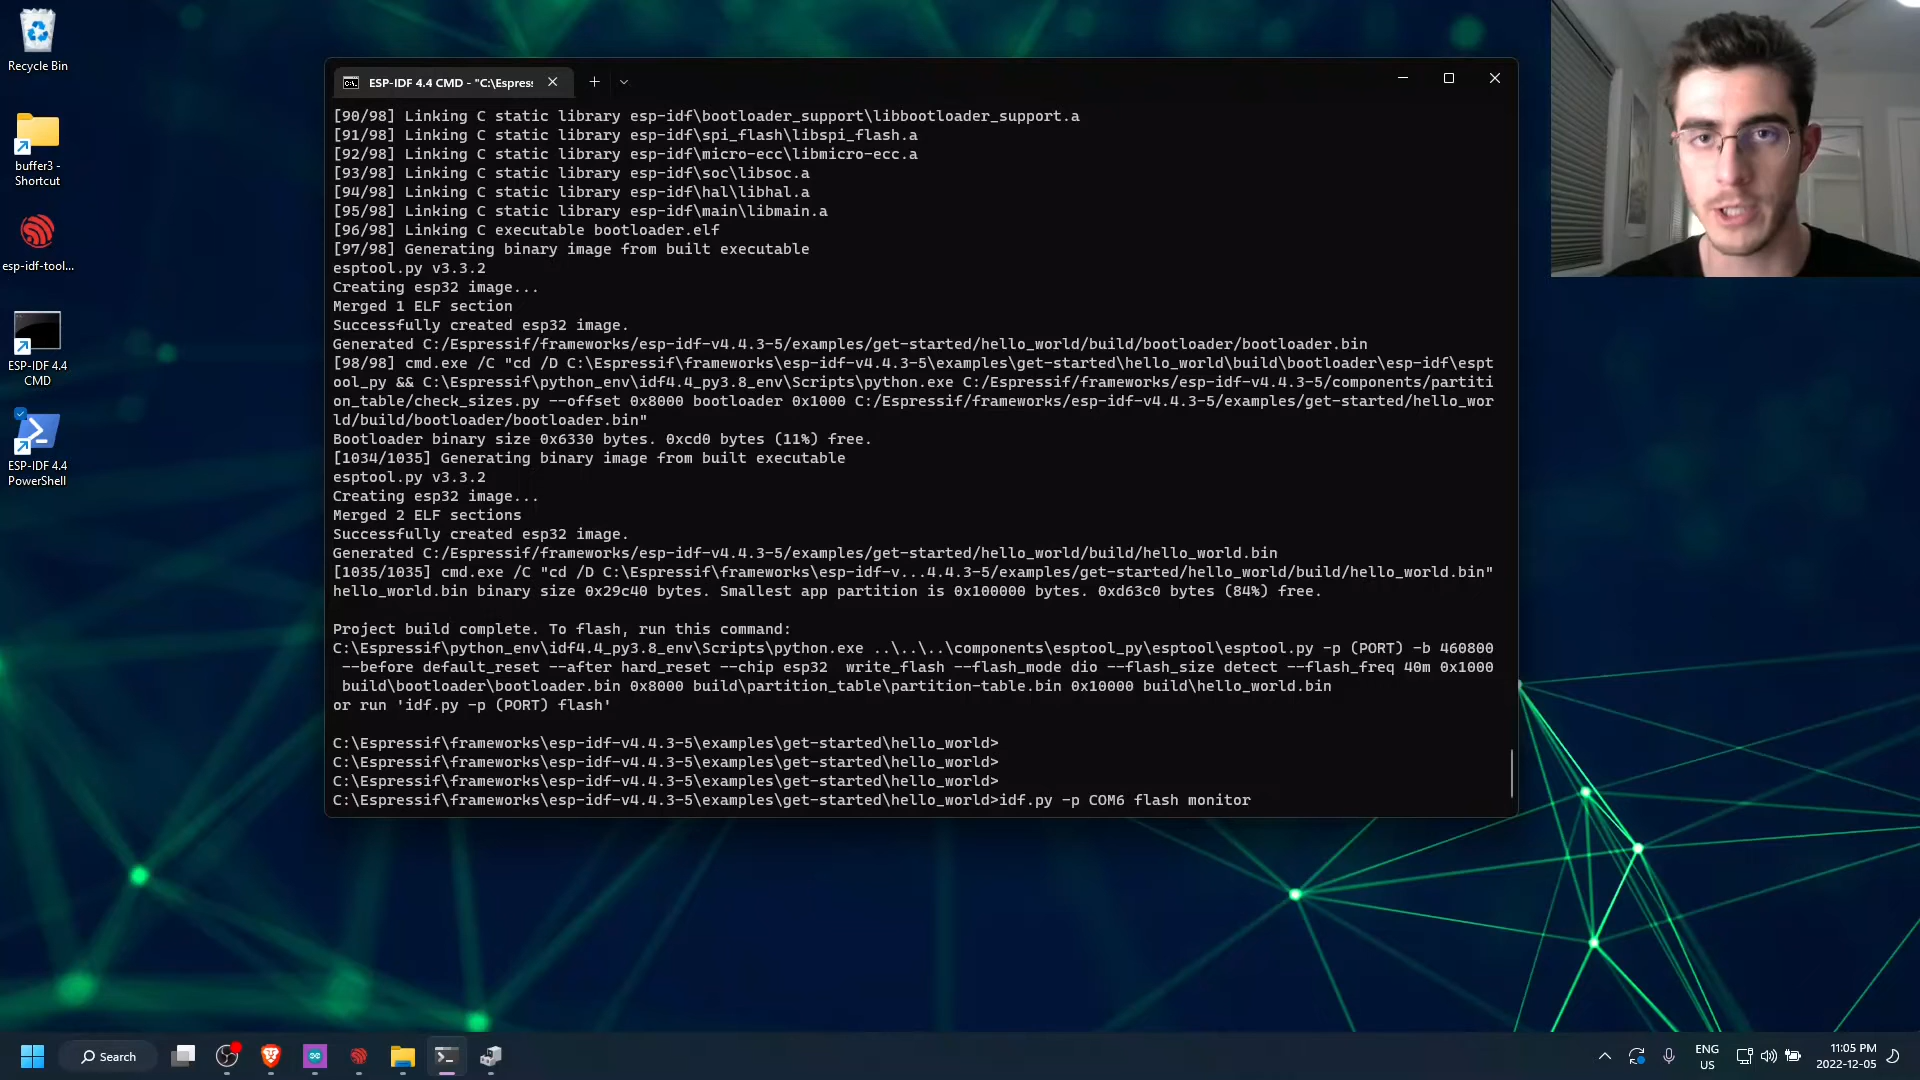 Recycle Bin
buffer3 -
Shortcut
esp-idf-tool...
ESP-IDF 4.4
CMD
ESP-IDF 4.4
PowerShell
ESP-IDF 4.4 CMD - "C:\Espress
[90/98] Linking C static library esp-idf\bootloader_support\libbootloader_support.a
[91/98] Linking C static library esp-idf\spi_flash\libspi_flash.a
[92/98] Linking C static library esp-idf\micro-ecc\libmicro-ecc.a
[93/98] Linking C static library esp-idf\soc\libsoc.a
[94/98] Linking C static library esp-idf\hal\libhal.a
[95/98] Linking C static library esp-idf\main\libmain.a
[96/98] Linking C executable bootloader.elf
[97/98] Generating binary image from built executable
esptool.py v3.3.2
Creating esp32 image...
Merged 1 ELF section
Successfully created esp32 image.
Generated C:/Espressif/frameworks/esp-idf-v4.4.3-5/examples/get-started/hello_world/build/bootloader/bootloader.bin
[98/98] cmd.exe /C "cd /D C:\Espressif\frameworks\esp-idf-v4.4.3-5\examples\get-started\hello_world\build\bootloader\esp-idf\espt
ool_py && C:\Espressif\python_env\idf4.4_py3.8_env\Scripts\python.exe C:/Espressif/frameworks/esp-idf-v4.4.3-5/components/partiti
on_table/check_sizes.py --offset 0x8000 bootloader 0x1000 C:/Espressif/frameworks/esp-idf-v4.4.3-5/examples/get-started/hello_wor
ld/build/bootloader/bootloader.bin"
Bootloader binary size 0x6330 bytes. 0xcd0 bytes (11%) free.
[1034/1035] Generating binary image from built executable
esptool.py v3.3.2
Creating esp32 image...
Merged 2 ELF sections
Successfully created esp32 image.
Generated C:/Espressif/frameworks/esp-idf-v4.4.3-5/examples/get-started/hello_world/build/hello_world.bin
[1035/1035] cmd.exe /C "cd /D C:\Espressif\frameworks\esp-idf-v...4.4.3-5/examples/get-started/hello_world/build/hello_world.bin"
hello_world.bin binary size 0x29c40 bytes. Smallest app partition is 0x100000 bytes. 0xd63c0 bytes (84%) free.
Project build complete. To flash, run this command:
C:\Espressif\python_env\idf4.4_py3.8_env\Scripts\python.exe ..\..\..\components\esptool_py\esptool\esptool.py -p (PORT) -b 460800
--before default_reset --after hard_reset --chip esp32  write_flash --flash_mode dio --flash_size detect --flash_freq 40m 0x1000
build\bootloader\bootloader.bin 0x8000 build\partition_table\partition-table.bin 0x10000 build\hello_world.bin
or run 'idf.py -p (PORT) flash'
C:\Espressif\frameworks\esp-idf-v4.4.3-5\examples\get-started\hello_world>
C:\Espressif\frameworks\esp-idf-v4.4.3-5\examples\get-started\hello_world>
C:\Espressif\frameworks\esp-idf-v4.4.3-5\examples\get-started\hello_world>
C:\Espressif\frameworks\esp-idf-v4.4.3-5\examples\get-started\hello_world>idf.py -p COM6 flash monitor
Search
ENG
US
11:05 PM
2022-12-05